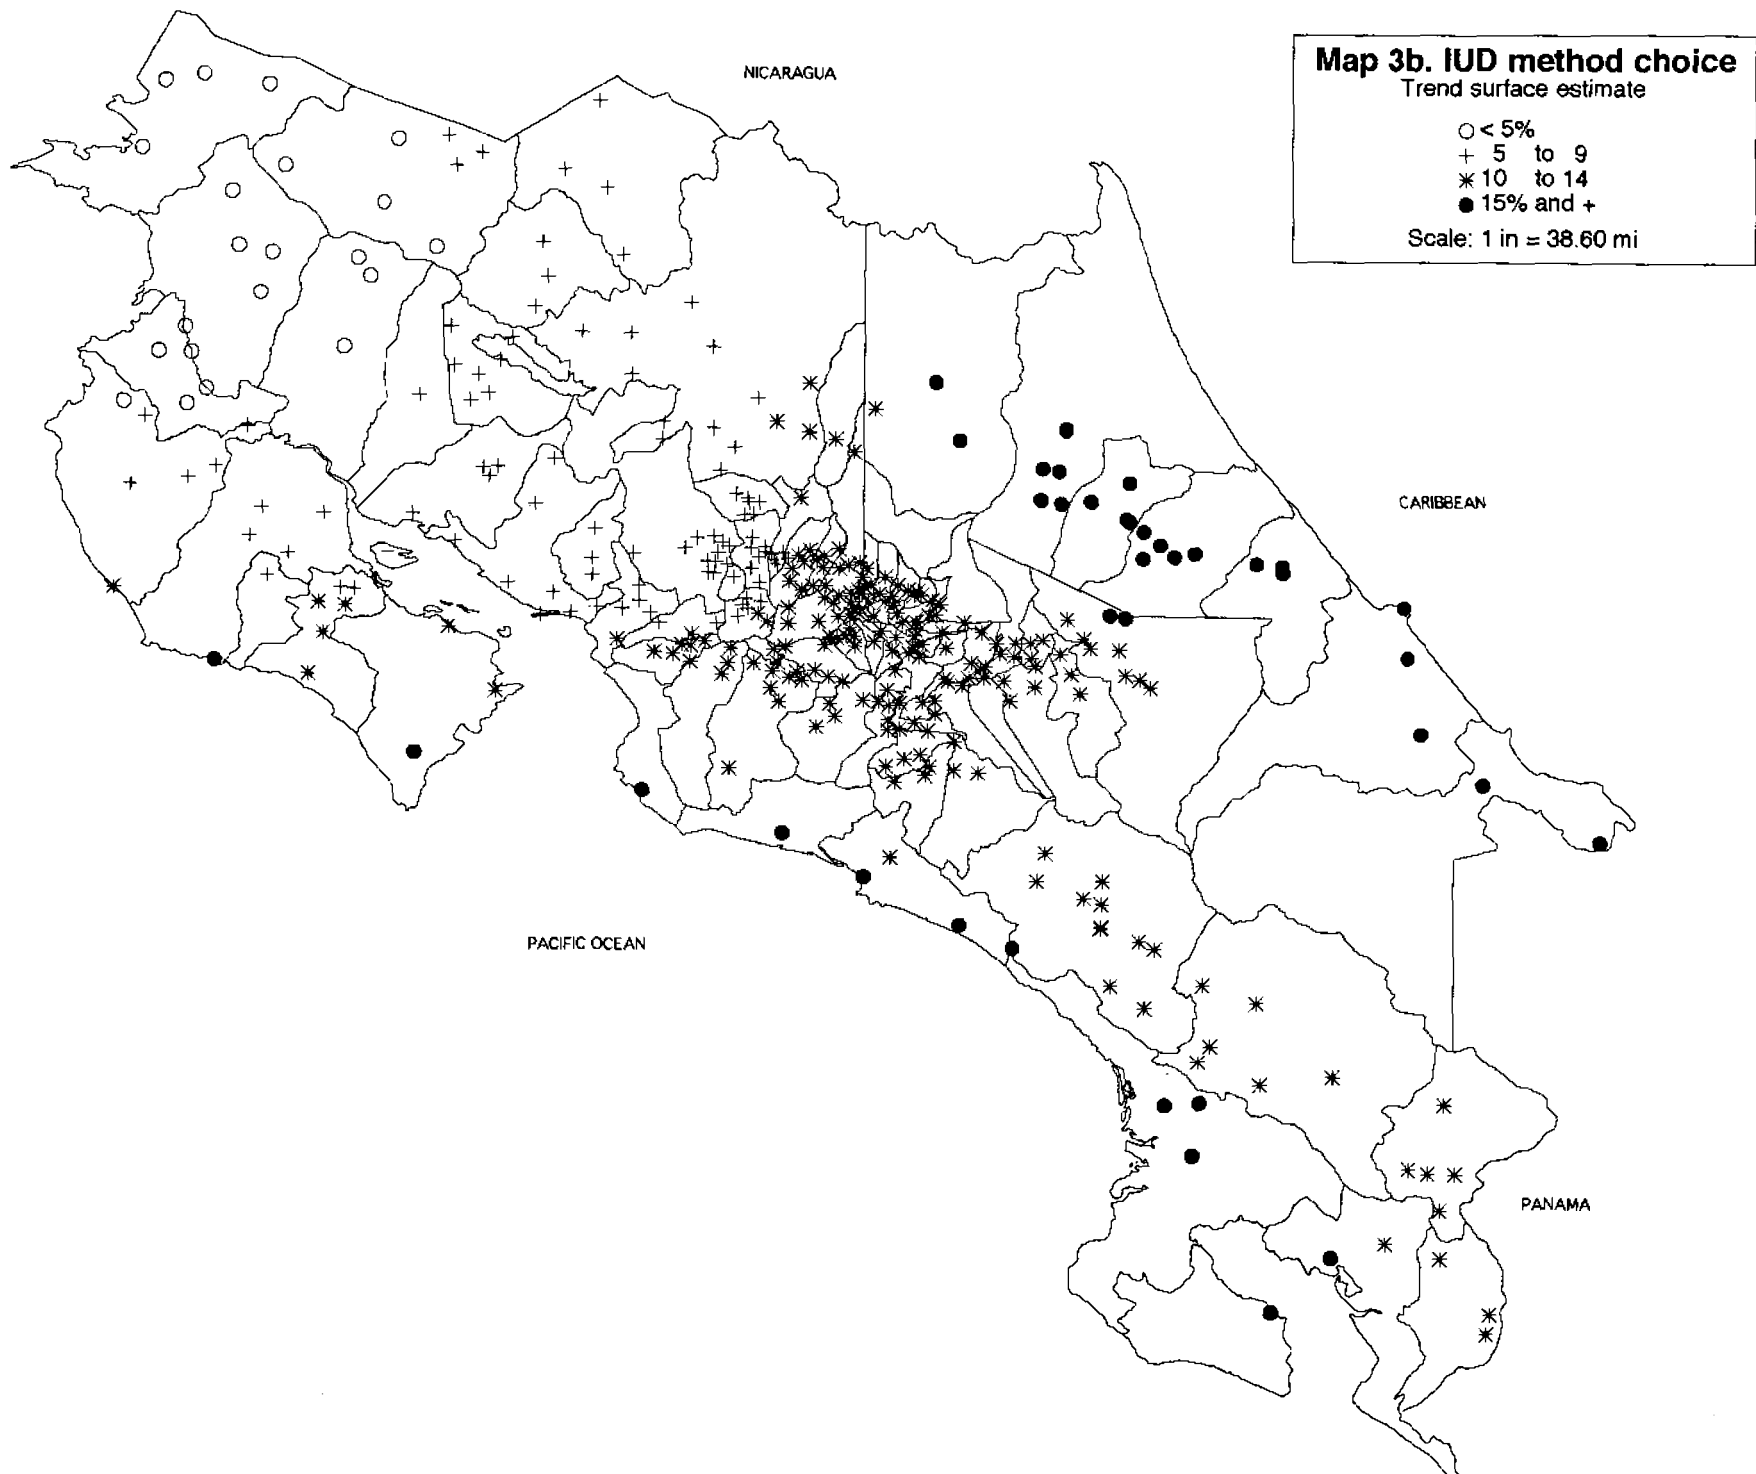 NICARAGUA
Map 3b. IUD method choice
Trend surface estimate
< 5%
5 to 9
10 to 14
15% and +
Scale: 1 in = 38.60 mi
CARIBBEAN
PACIFIC OCEAN
PANAMA